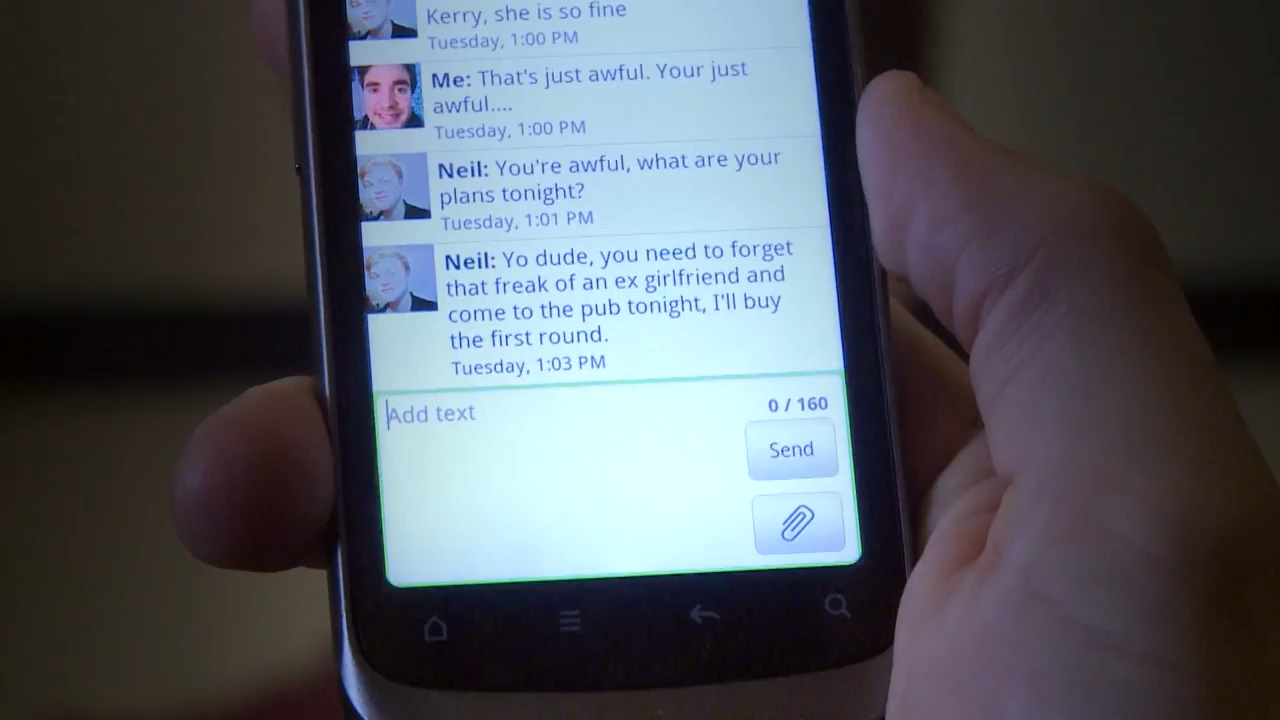 Kerry, she is so fine
Tuesday, 1:00 PM
Me: That's just awful. Your just
awful....
Tuesday, 1:00 PM
Neil: You're awful, what are your
plans tonight?
Tuesday, 1:01 PM
Neil: Yo dude, you need to forget
that freak of an ex girlfriend and
come to the pub tonight, I'll buy
the first round.
Tuesday, 1:03 PM
Add text
0 / 160
Send